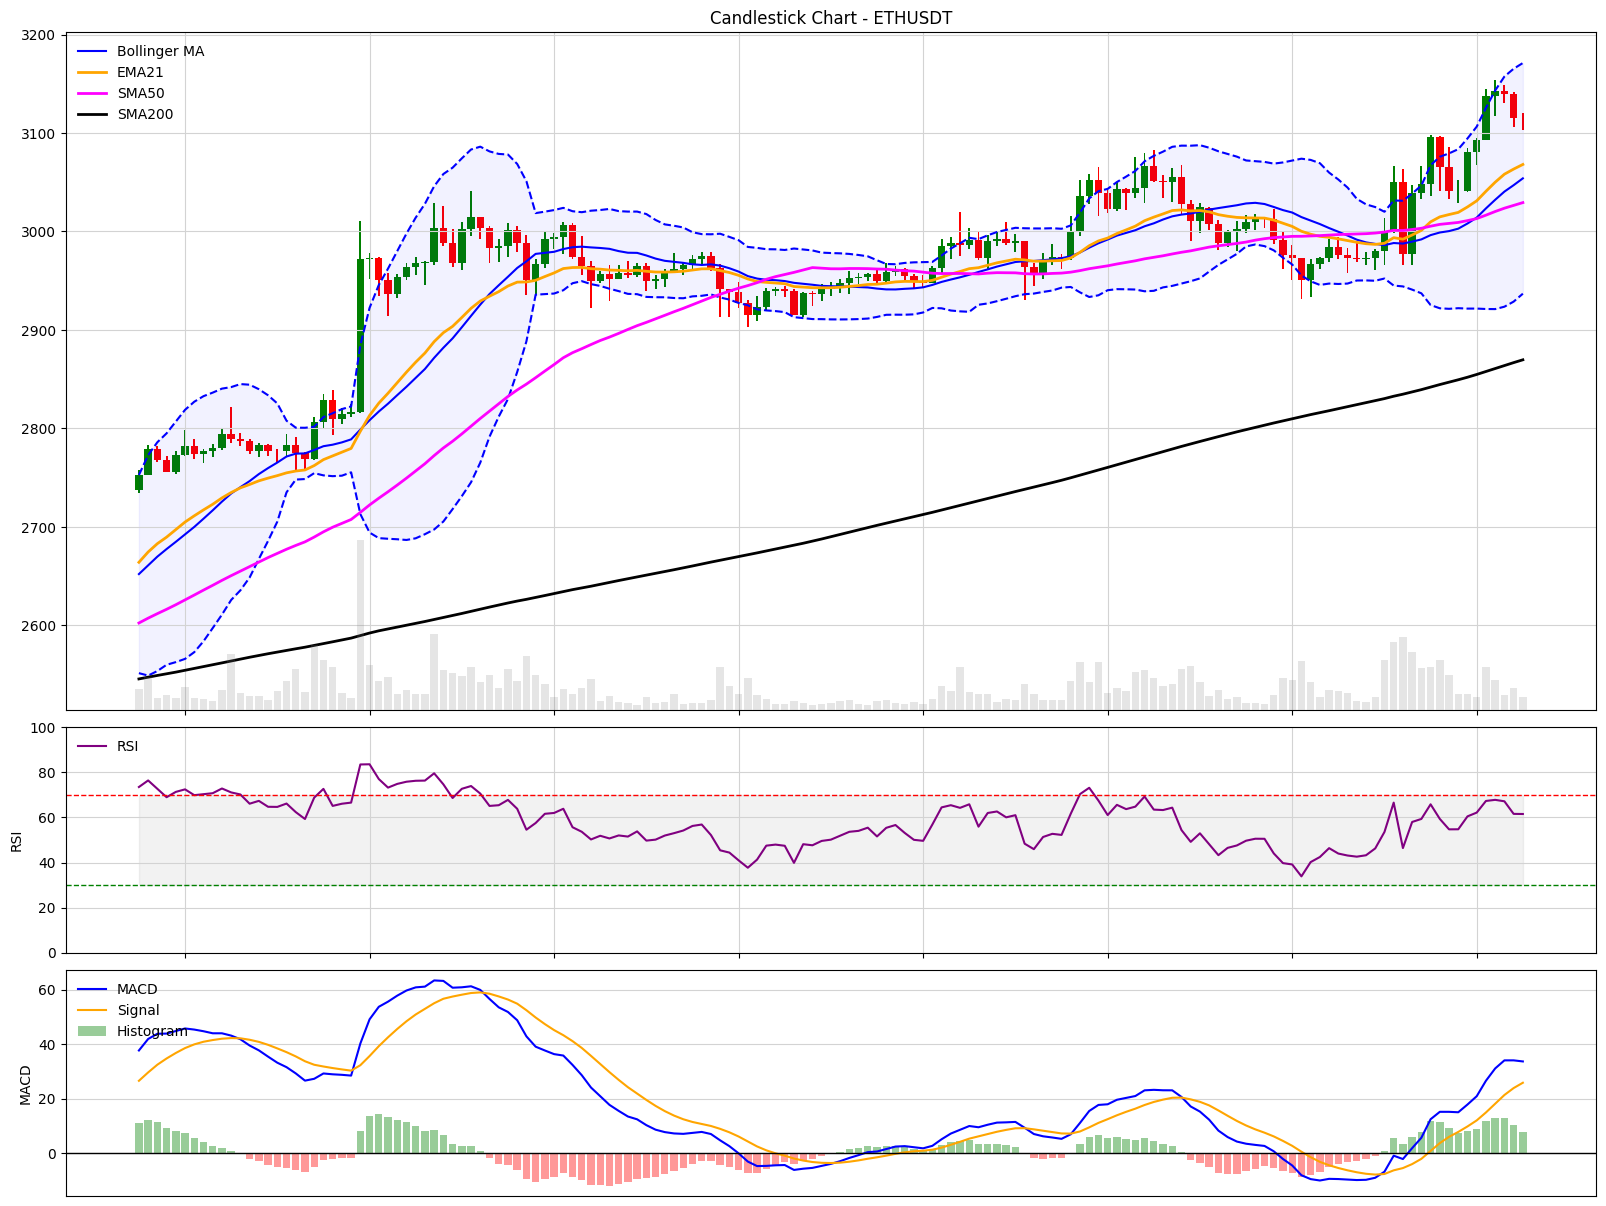 Candlestick Chart - ETHUSDT
3200
3100
3000
2900
2800
2700
2600
Bollinger MA
EMA21
SMA50
SMA200
100
80
60
40
20
0
RSI
RSI
60
40
20
0
MACD
MACD
Signal
Histogram